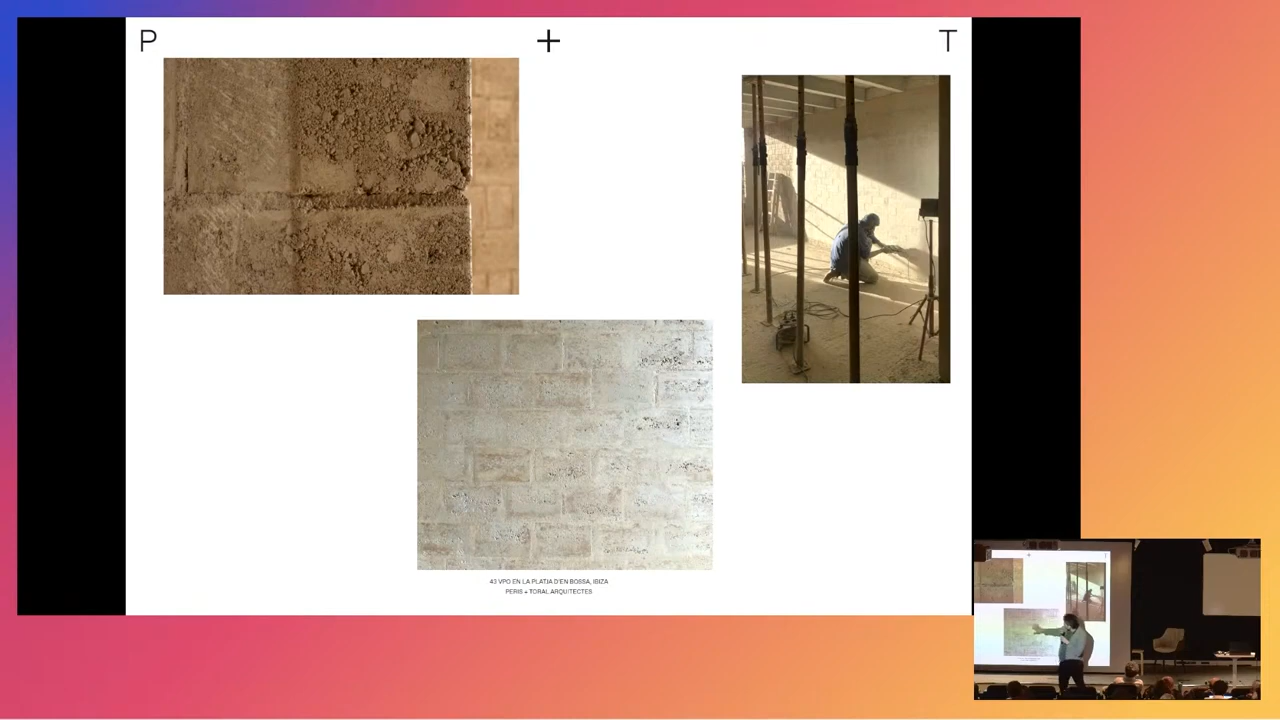 P + T
43 VPO EN LA PLATJA D'EN BOSSA, IBIZA
PERIS + TORAL ARQUITECTES